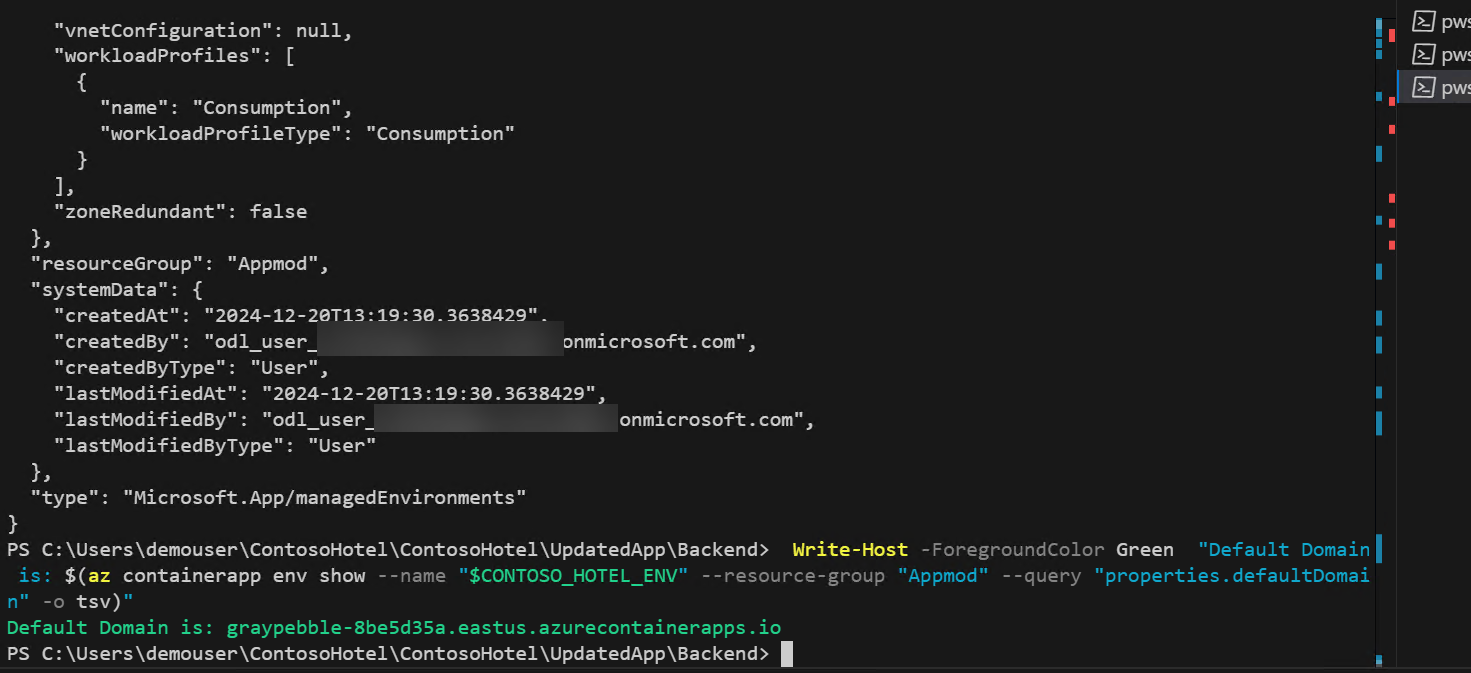 "vnetConfiguration": null,
    "workloadProfiles": [
      {
        "name": "Consumption",
        "workloadProfileType": "Consumption"
      }
    ],
    "zoneRedundant": false
  },
  "resourceGroup": "Appmod",
  "systemData": {
    "createdAt": "2024-12-20T13:19:30.3638429",
    "createdBy": "odl_user_ onmicrosoft.com",
    "createdByType": "User",
    "lastModifiedAt": "2024-12-20T13:19:30.3638429",
    "lastModifiedBy": "odl_user_ onmicrosoft.com",
    "lastModifiedByType": "User"
  },
  "type": "Microsoft.App/managedEnvironments"
}
PS C:\Users\demouser\ContosoHotel\ContosoHotel\UpdatedApp\Backend>  Write-Host -ForegroundColor Green  "Default Domain
 is: $(az containerapp env show --name "$CONTOSO_HOTEL_ENV" --resource-group "Appmod" --query "properties.defaultDomai
n" -o tsv)"
Default Domain is: graypebble-8be5d35a.eastus.azurecontainerapps.io
PS C:\Users\demouser\ContosoHotel\ContosoHotel\UpdatedApp\Backend>
pws
pws
pws